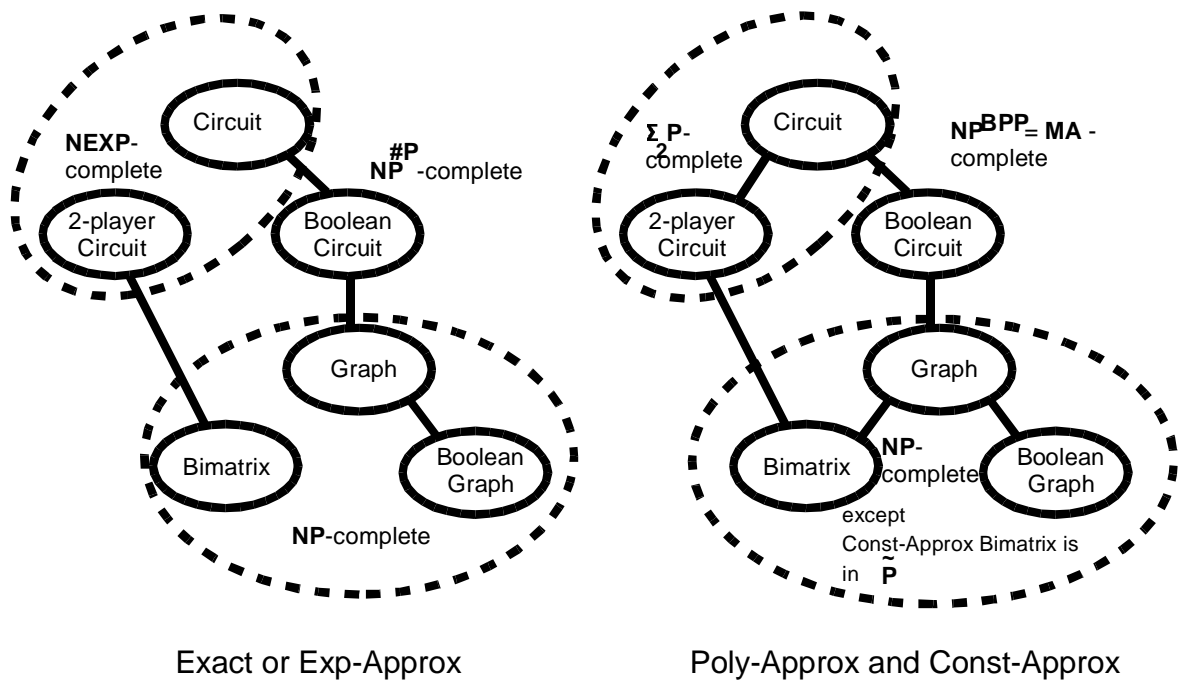 Circuit
NEXP-
complete
NP^#P -complete
2-player
Circuit
Boolean
Circuit
Graph
Bimatrix
Boolean
Graph
NP-complete
Exact or Exp-Approx
Circuit
Σ₂P-
complete
NP^BPP = MA -
complete
2-player
Circuit
Boolean
Circuit
Graph
Bimatrix
NP-
complete
Boolean
Graph
except
Const-Approx Bimatrix is
in P̃
Poly-Approx and Const-Approx